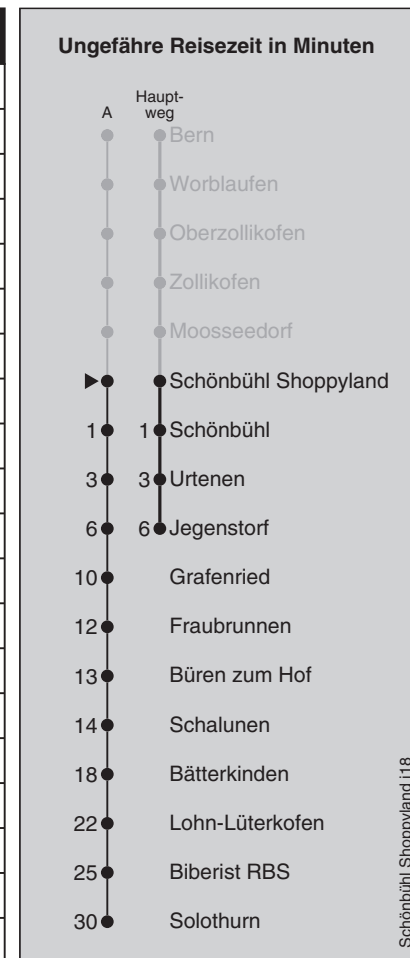 Ungefähre Reisezeit in Minuten
A
Haupt-
weg
Bern
Worblaufen
Oberzollikofen
Zollikofen
Moosseedorf
Schönbühl Shoppyland
1 1 Schönbühl
3 3 Urtenen
6 6 Jegenstorf
10 Grafenried
12 Fraubrunnen
13 Büren zum Hof
14 Schalunen
18 Bätterkinden
22 Lohn-Lüterkofen
25 Biberist RBS
30 Solothurn
Schönbühl Shoppyland j18